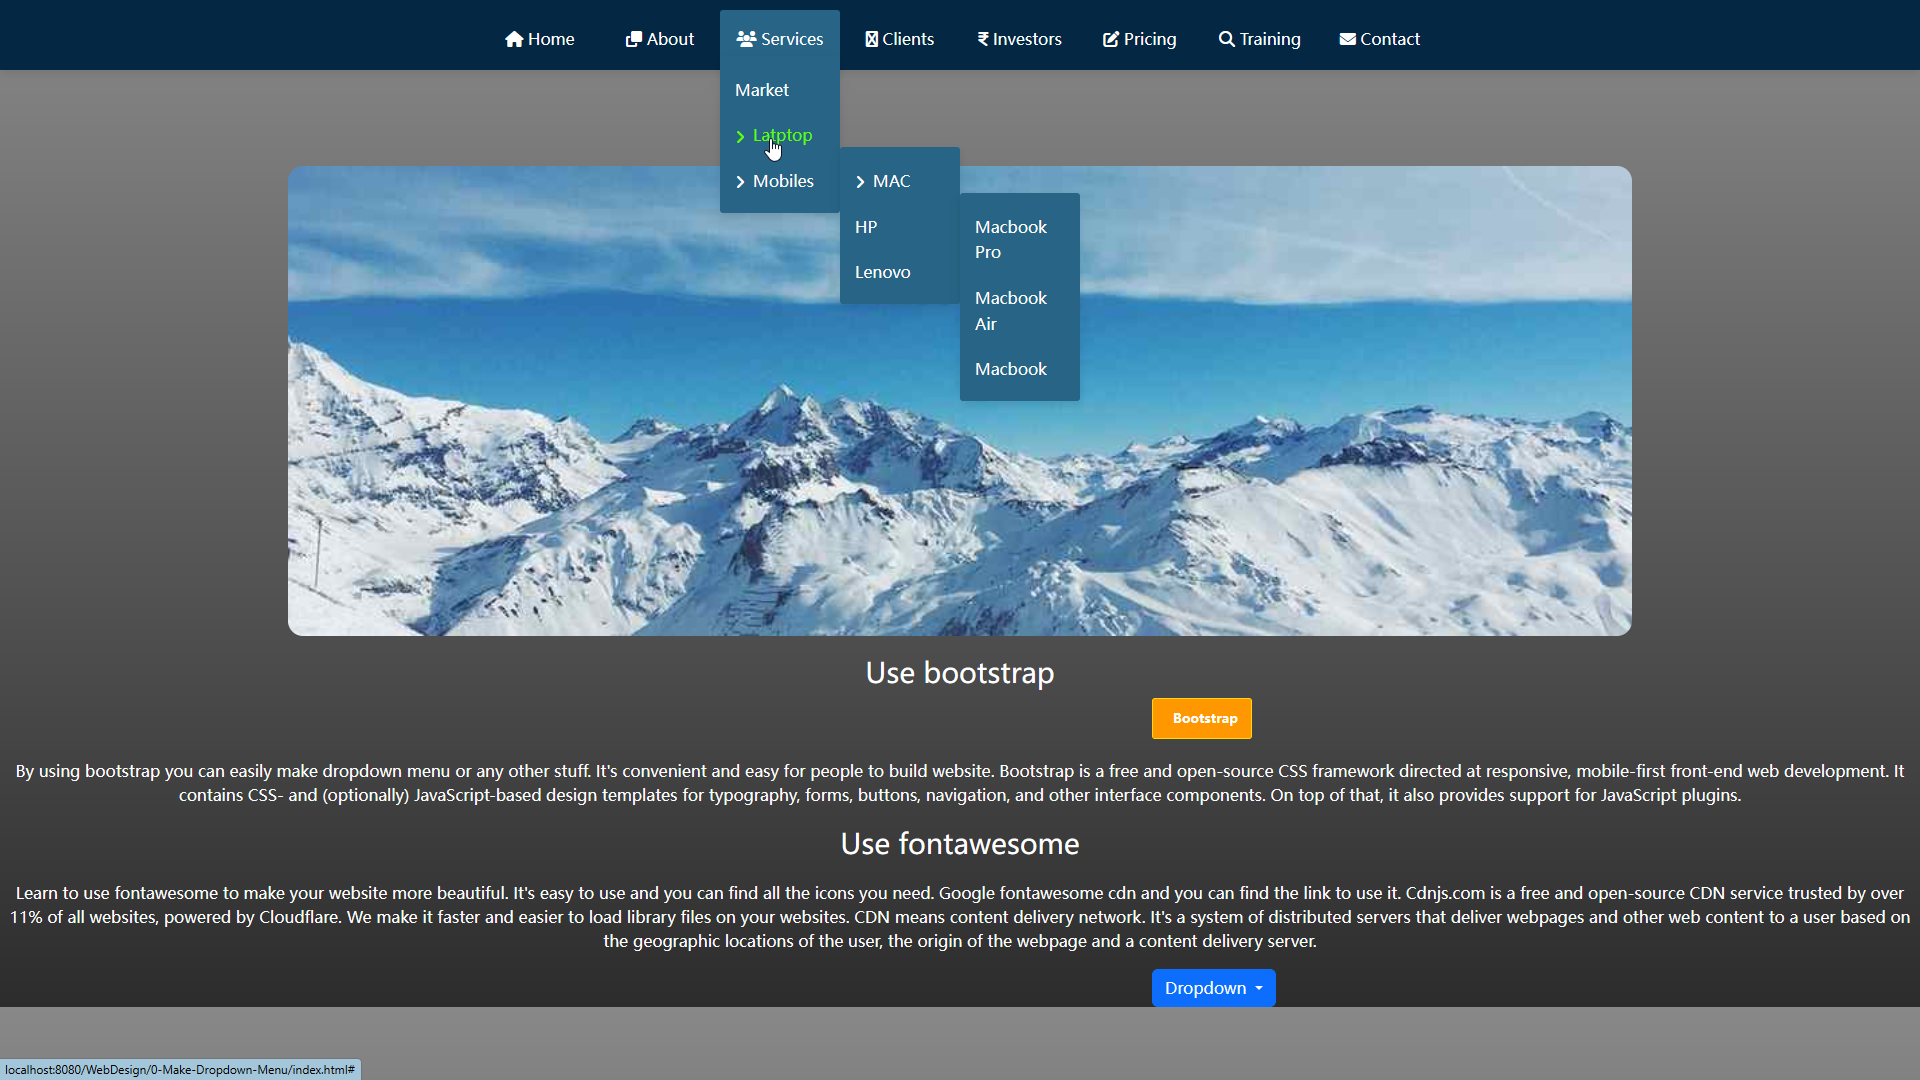 Home About Services Clients Investors Pricing Training Contact
Market
Latptop
Mobiles
MAC
HP
Lenovo
Macbook
Pro
Macbook
Air
Macbook
Use bootstrap
Bootstrap
By using bootstrap you can easily make dropdown menu or any other stuff. It's convenient and easy for people to build website. Bootstrap is a free and open-source CSS framework directed at responsive, mobile-first front-end web development. It
contains CSS- and (optionally) JavaScript-based design templates for typography, forms, buttons, navigation, and other interface components. On top of that, it also provides support for JavaScript plugins.
Use fontawesome
Learn to use fontawesome to make your website more beautiful. It's easy to use and you can find all the icons you need. Google fontawesome cdn and you can find the link to use it. Cdnjs.com is a free and open-source CDN service trusted by over
11% of all websites, powered by Cloudflare. We make it faster and easier to load library files on your websites. CDN means content delivery network. It's a system of distributed servers that deliver webpages and other web content to a user based on
the geographic locations of the user, the origin of the webpage and a content delivery server.
Dropdown
localhost:8080/WebDesign/0-Make-Dropdown-Menu/index.html#